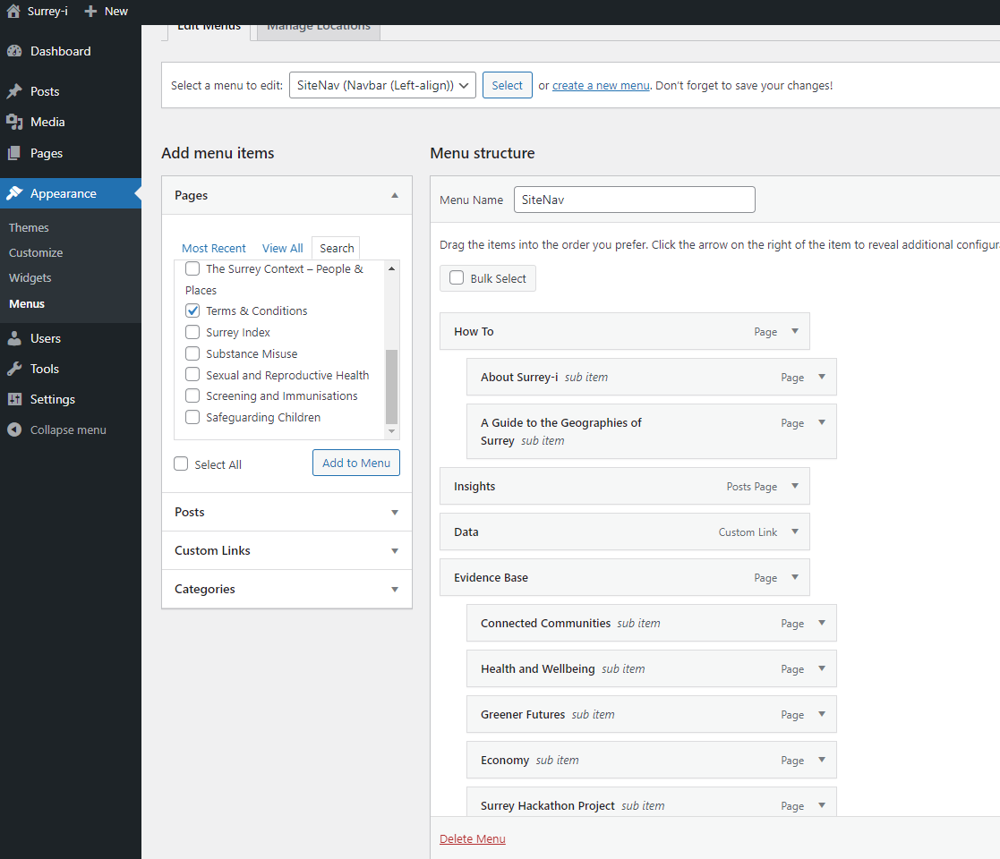 Surrey-i New
Edit Menus Manage Locations
Dashboard
Posts
Media
Pages
Appearance
Themes
Customize
Widgets
Menus
Users
Tools
Settings
Collapse menu
Select a menu to edit: SiteNav (Navbar (Left-align)) Select or create a new menu. Don't forget to save your changes!
Add menu items
Pages
Most Recent View All Search
The Surrey Context – People &
Places
Terms & Conditions
Surrey Index
Substance Misuse
Sexual and Reproductive Health
Screening and Immunisations
Safeguarding Children
Select All Add to Menu
Posts
Custom Links
Categories
Menu structure
Menu Name SiteNav
Drag the items into the order you prefer. Click the arrow on the right of the item to reveal additional configur
Bulk Select
How To Page
About Surrey-i sub item Page
A Guide to the Geographies of Page
Surrey sub item
Insights Posts Page
Data Custom Link
Evidence Base Page
Connected Communities sub item Page
Health and Wellbeing sub item Page
Greener Futures sub item Page
Economy sub item Page
Surrey Hackathon Project sub item Page
Delete Menu